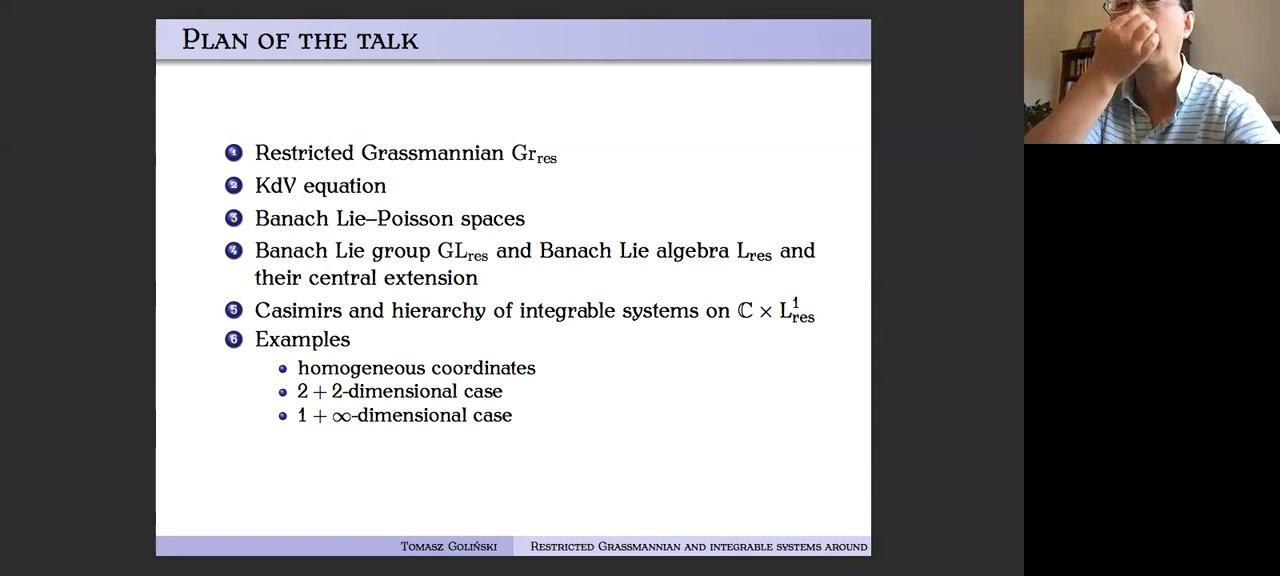 Plan of the talk
1 Restricted Grassmannian Gr_res
2 KdV equation
3 Banach Lie–Poisson spaces
4 Banach Lie group GL_res and Banach Lie algebra L_res and
their central extension
5 Casimirs and hierarchy of integrable systems on ℂ × L¹_res
6 Examples
homogeneous coordinates
2 + 2-dimensional case
1 + ∞-dimensional case
Tomasz Goliński Restricted Grassmannian and integrable systems around